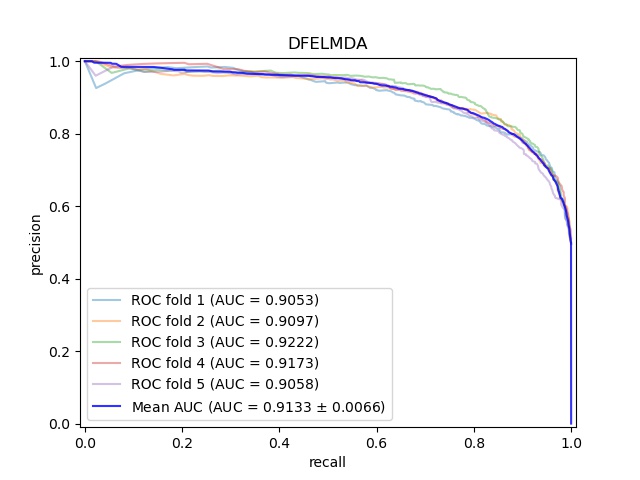 DFELMDA
1.0
0.8
0.6
0.4
0.2
0.0
precision
ROC fold 1 (AUC = 0.9053)
ROC fold 2 (AUC = 0.9097)
ROC fold 3 (AUC = 0.9222)
ROC fold 4 (AUC = 0.9173)
ROC fold 5 (AUC = 0.9058)
Mean AUC (AUC = 0.9133 ± 0.0066)
0.0 0.2 0.4 0.6 0.8 1.0
recall